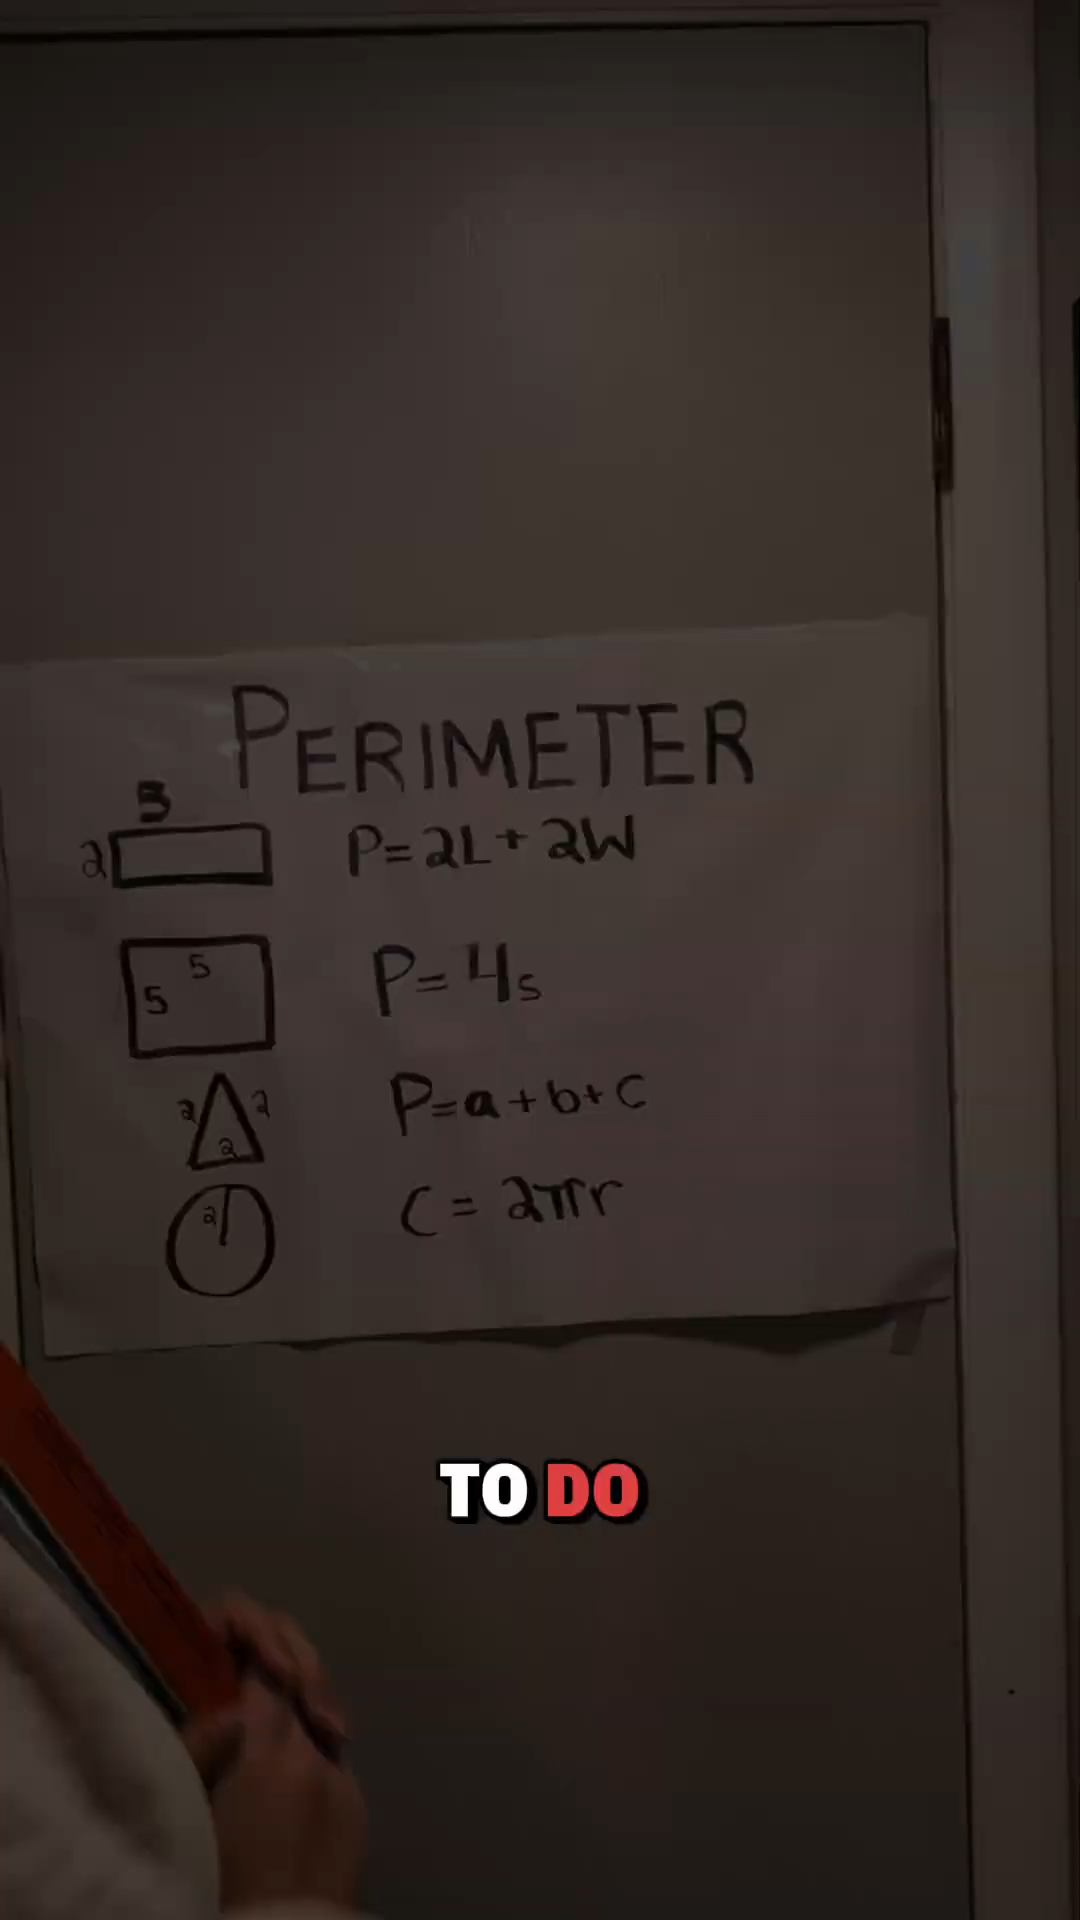 PERIMETER
3
2
P=2L+2W
5
5
P=4s
2 2
2
P=a+b+c
2
C=2πr
TO DO